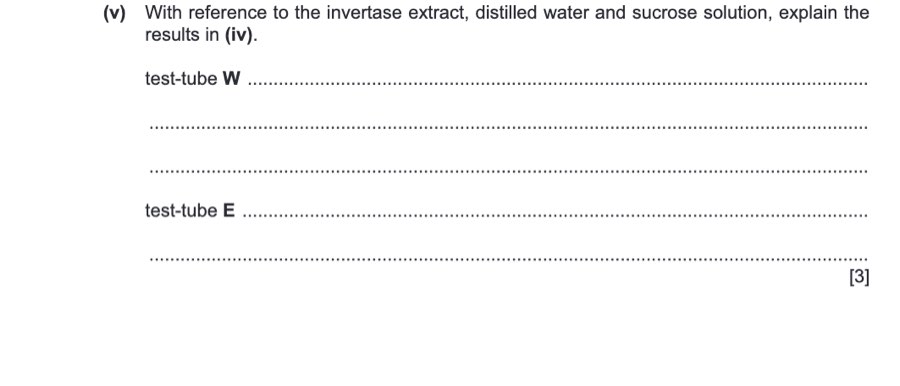 (v) With reference to the invertase extract, distilled water and sucrose solution, explain the
results in (iv).
test-tube W ....................................................................................................
....................................................................................................
....................................................................................................
test-tube E ....................................................................................................
....................................................................................................
[3]